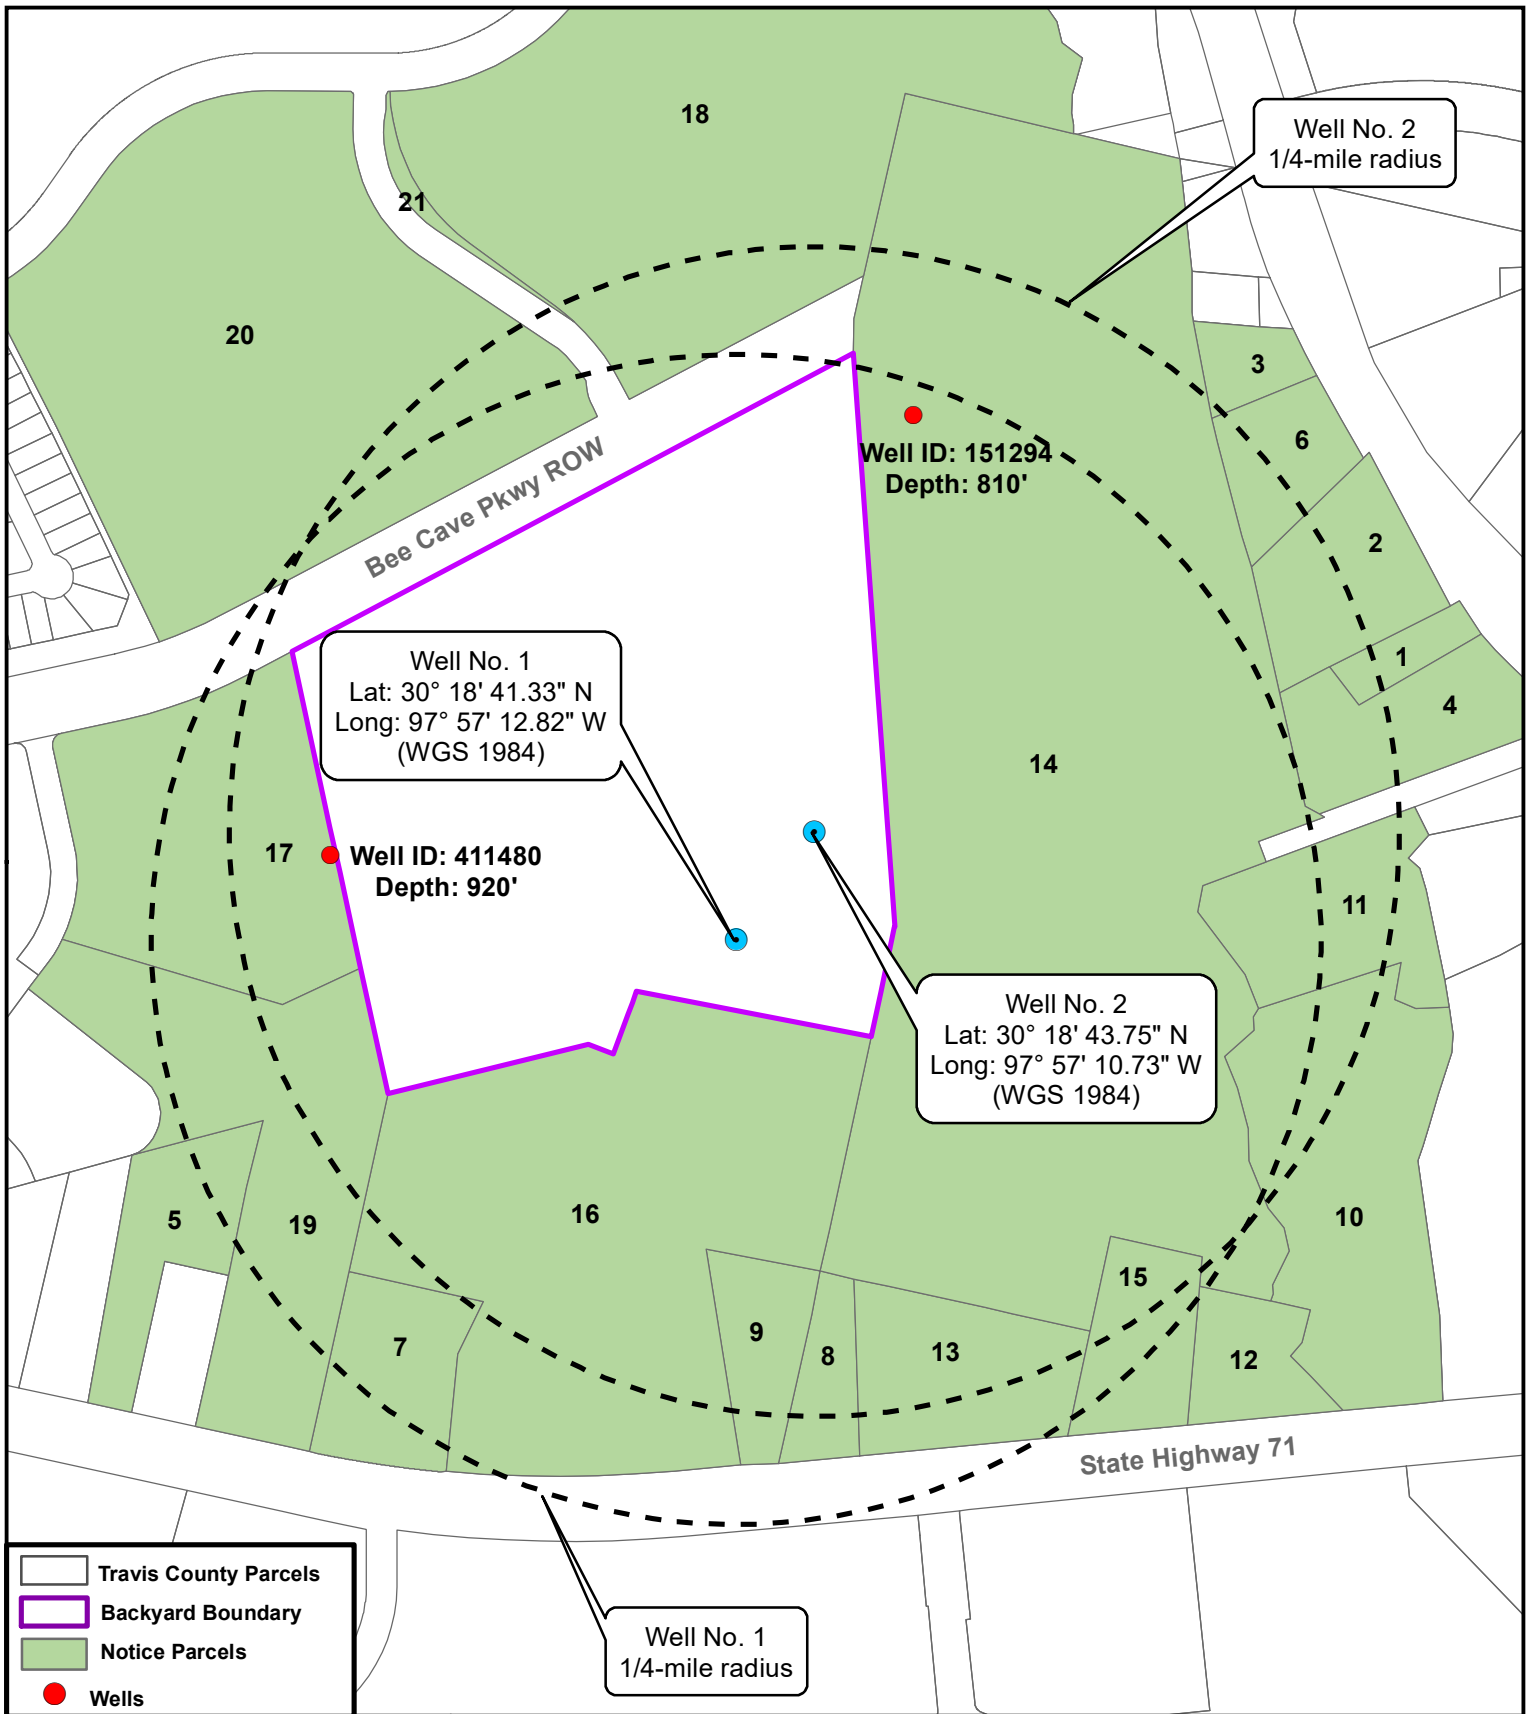 18
Well No. 2
1/4-mile radius
21
20
3
Well ID: 151294
Depth: 810'
6
Bee Cave Pkwy ROW
2
Well No. 1
Lat: 30° 18' 41.33" N
Long: 97° 57' 12.82" W
(WGS 1984)
1
4
14
17
Well ID: 411480
Depth: 920'
11
Well No. 2
Lat: 30° 18' 43.75" N
Long: 97° 57' 10.73" W
(WGS 1984)
5
19
16
10
15
9
7
8
13
12
State Highway 71
Travis County Parcels
Backyard Boundary
Notice Parcels
Wells
Well No. 1
1/4-mile radius